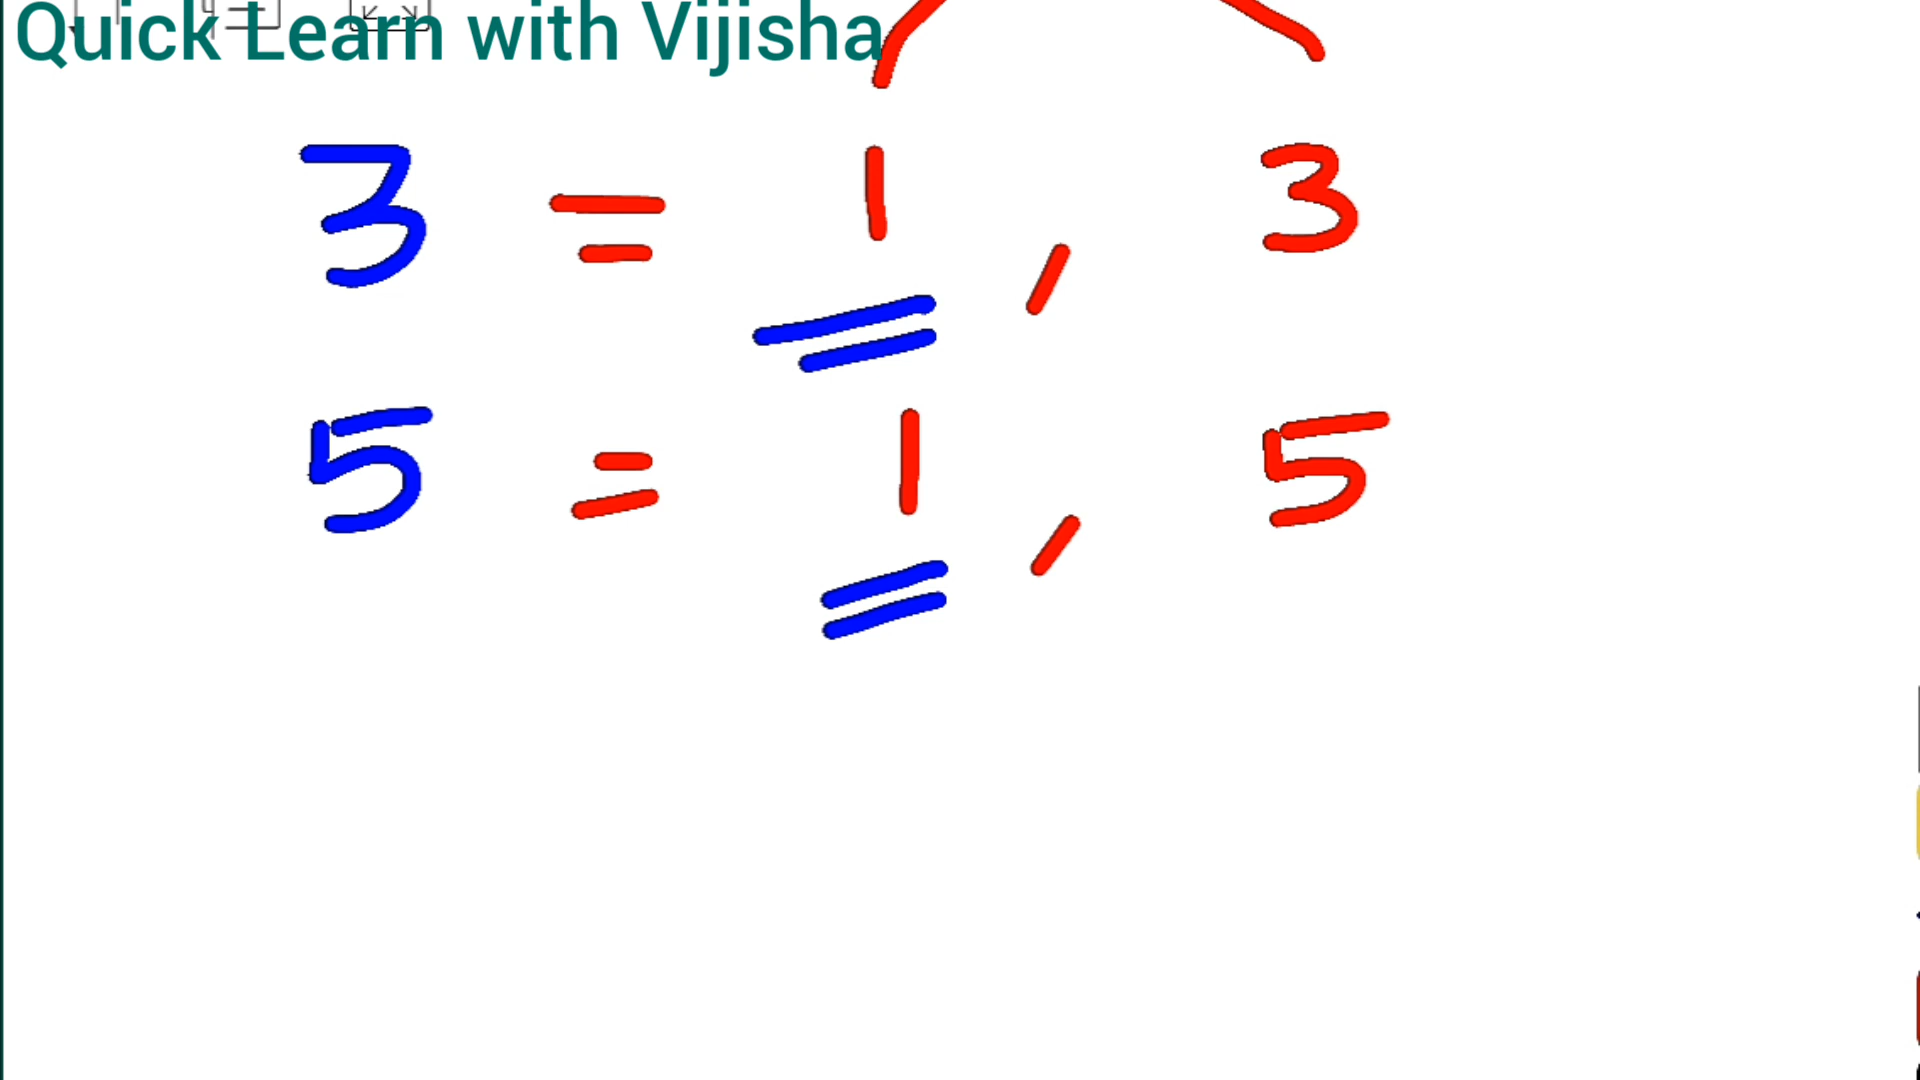 Quick Learn with Vijisha
3 = 1 , 3
5 = 1 , 5